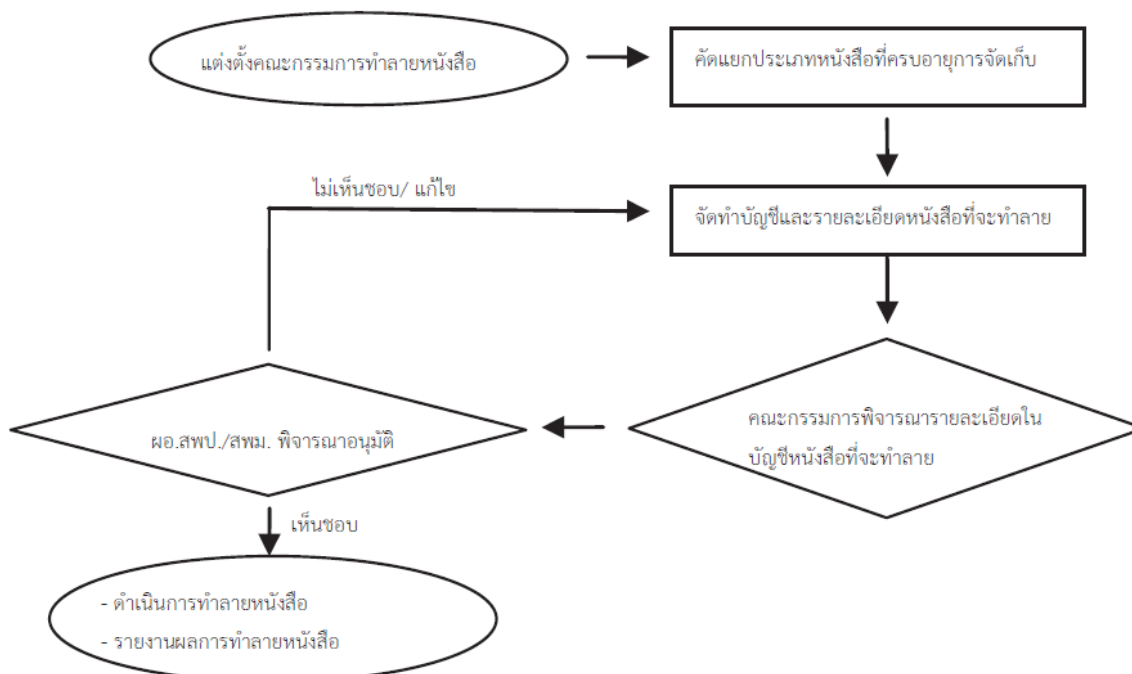 แต่งตั้งคณะกรรมการทำลายหนังสือ
คัดแยกประเภทหนังสือที่ครบอายุการจัดเก็บ
ไม่เห็นชอบ/ แก้ไข
จัดทำบัญชีและรายละเอียดหนังสือที่จะทำลาย
คณะกรรมการพิจารณารายละเอียดใน
บัญชีหนังสือที่จะทำลาย
ผอ.สพป./สพม. พิจารณาอนุมัติ
เห็นชอบ
- ดำเนินการทำลายหนังสือ
- รายงานผลการทำลายหนังสือ